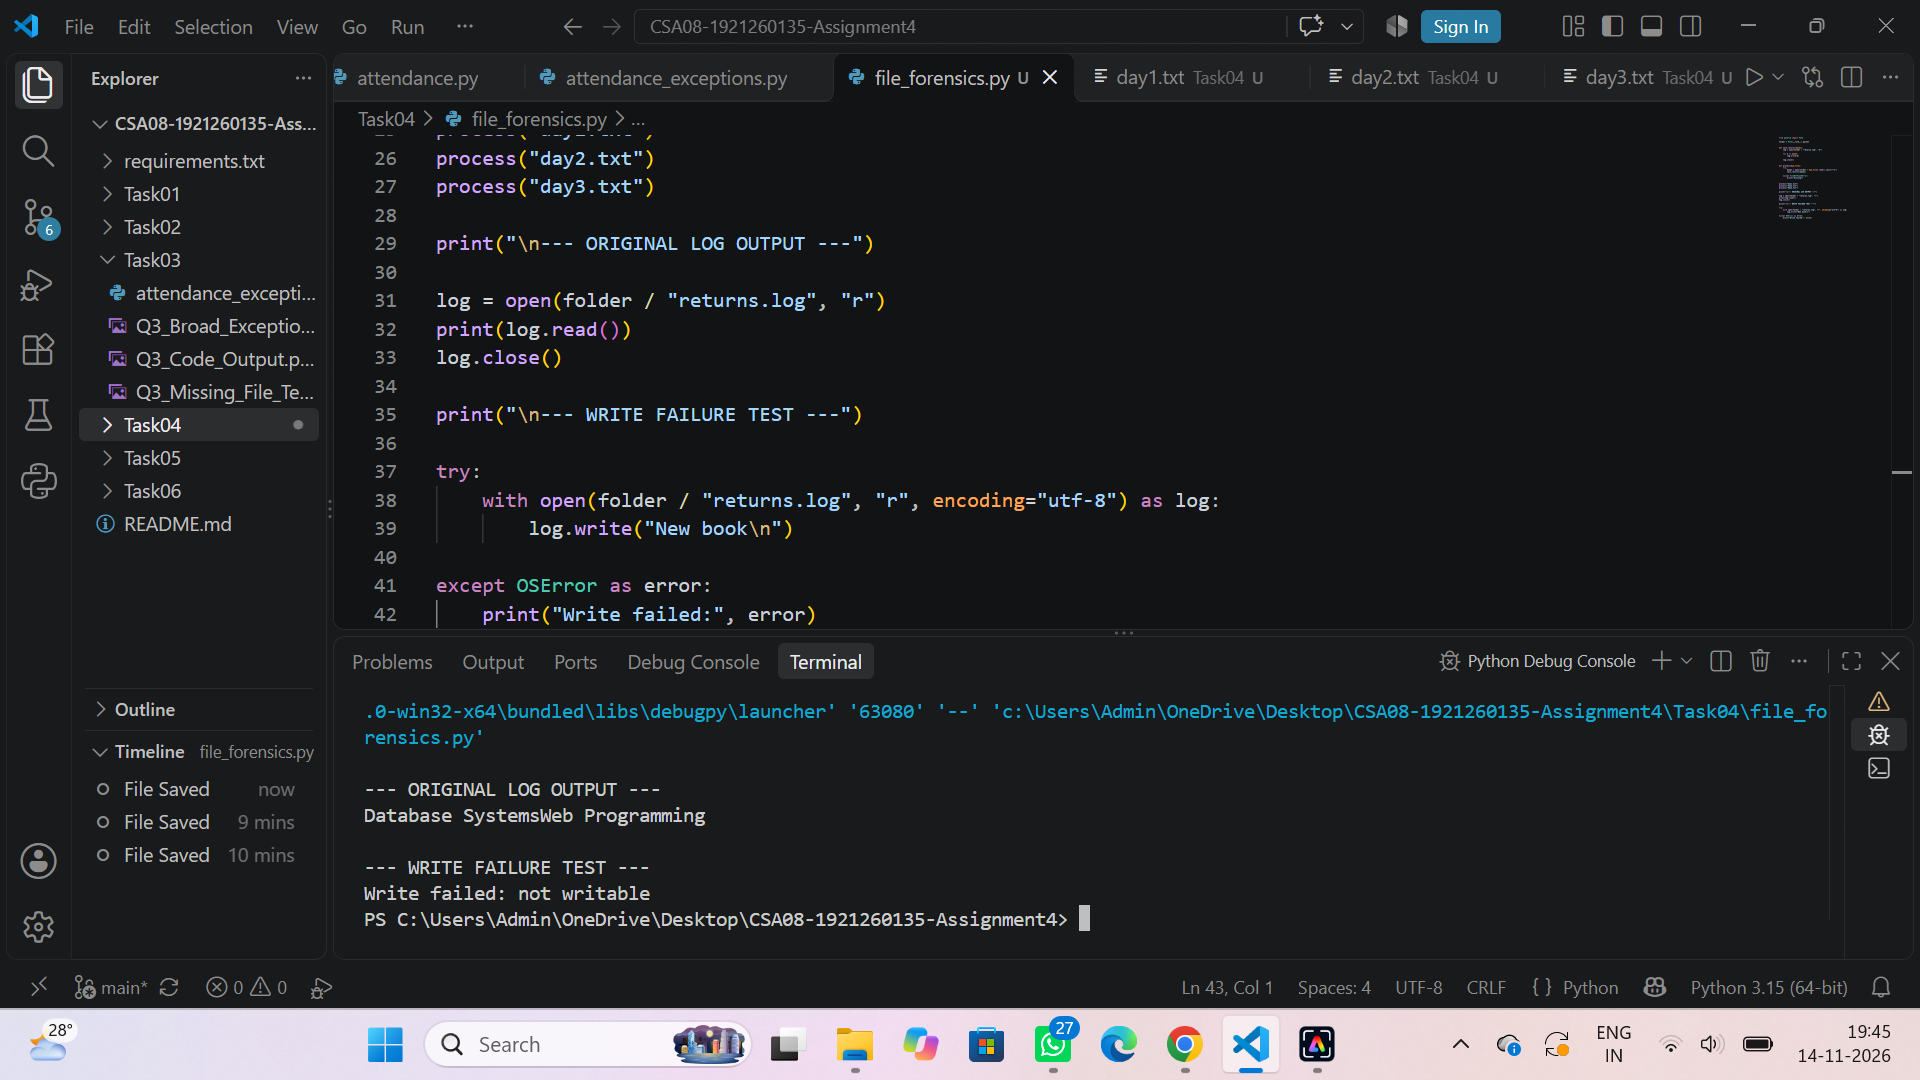 File Edit Selection View Go Run ···
CSA08-1921260135-Assignment4
Sign In
Explorer
CSA08-1921260135-Ass...
requirements.txt
Task01
Task02
Task03
attendance_excepti...
Q3_Broad_Exceptio...
Q3_Code_Output.p...
Q3_Missing_File_Te...
Task04
Task05
Task06
README.md
Outline
Timeline file_forensics.py
File Saved now
File Saved 9 mins
File Saved 10 mins
attendance.py attendance_exceptions.py file_forensics.py U day1.txt Task04 U day2.txt Task04 U day3.txt Task04 U
Task04 > file_forensics.py > ...
26 process("day2.txt")
27 process("day3.txt")
28
29 print("\n--- ORIGINAL LOG OUTPUT ---")
30
31 log = open(folder / "returns.log", "r")
32 print(log.read())
33 log.close()
34
35 print("\n--- WRITE FAILURE TEST ---")
36
37 try:
38 with open(folder / "returns.log", "r", encoding="utf-8") as log:
39 log.write("New book\n")
40
41 except OSError as error:
42 print("Write failed:", error)
Problems Output Ports Debug Console Terminal
Python Debug Console
.0-win32-x64\bundled\libs\debugpy\launcher' '63080' '--' 'c:\Users\Admin\OneDrive\Desktop\CSA08-1921260135-Assignment4\Task04\file_fo
rensics.py'
--- ORIGINAL LOG OUTPUT ---
Database SystemsWeb Programming
--- WRITE FAILURE TEST ---
Write failed: not writable
PS C:\Users\Admin\OneDrive\Desktop\CSA08-1921260135-Assignment4>
6
main* 0 0
Ln 43, Col 1 Spaces: 4 UTF-8 CRLF { } Python Python 3.15 (64-bit)
28°
Search
27
ENG
IN
19:45
14-11-2026